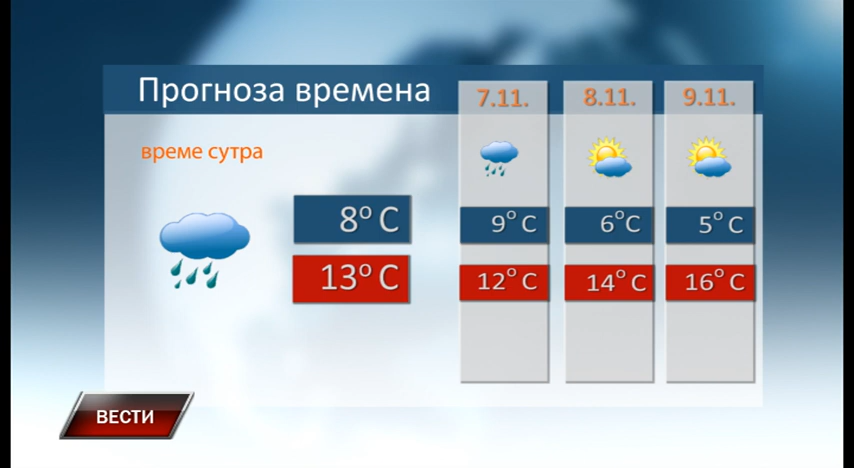 Прогноза времена
време сутра
8° C
13° C
7.11.
9° C
12° C
8.11.
6°C
14° C
9.11.
5° C
16° C
ВЕСТИ